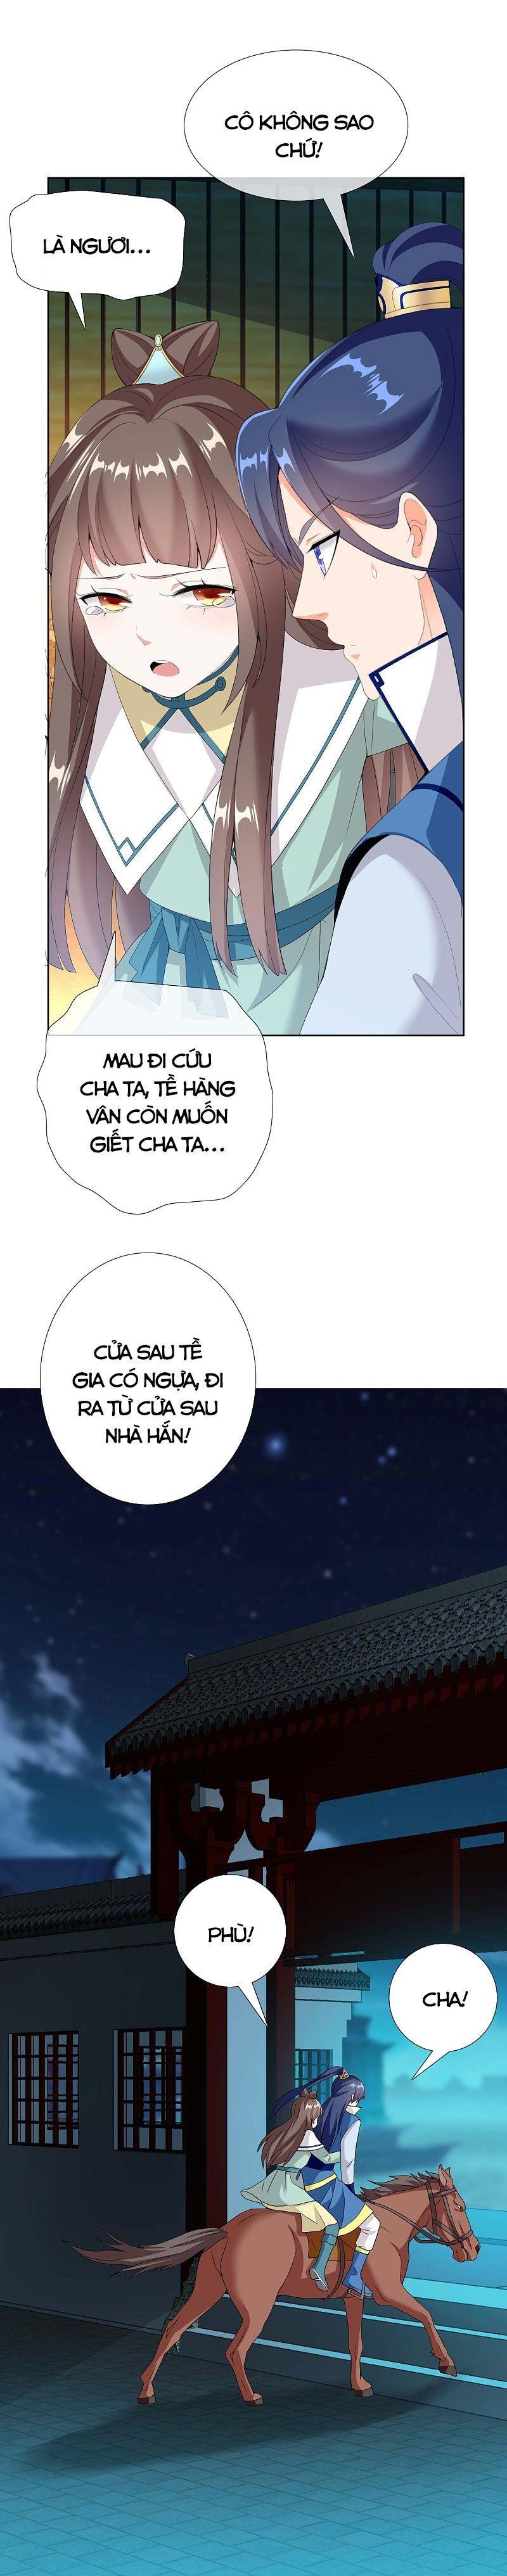 CÔ KHÔNG SAO
CHỨ!
LÀ NGƯƠI...
MAU ĐI CỨU
CHA TA, TỀ HÀNG
VÂN CÒN MUỐN
GIẾT CHA TA...
CỬA SAU TỀ
GIA CÓ NGỰA, ĐI
RA TỪ CỬA SAU
NHÀ HẮN!
PHÙ!
CHA!